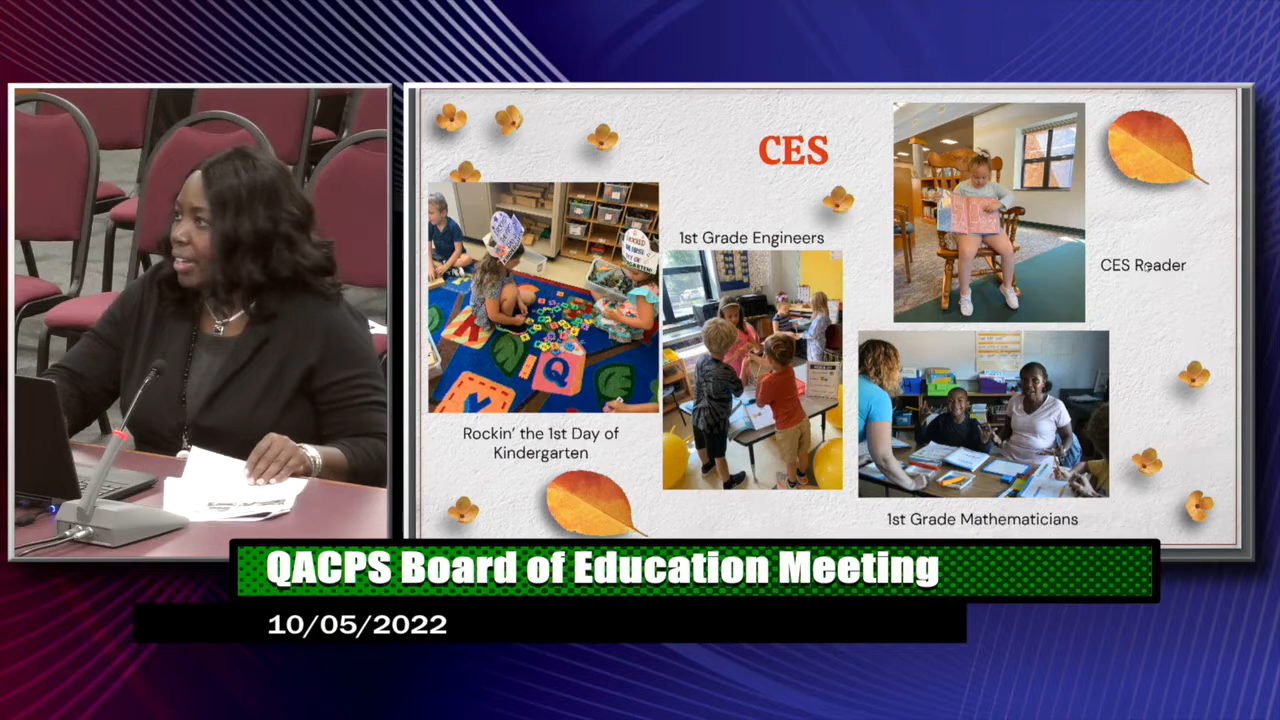 CES
1st Grade Engineers
CES Reader
Rockin' the 1st Day of
Kindergarten
1st Grade Mathematicians
QACPS Board of Education Meeting
10/05/2022